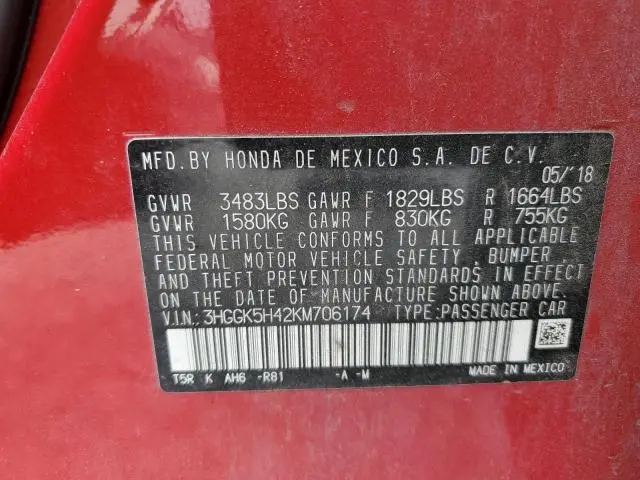 MFD. BY HONDA DE MEXICO S.A. DE C.V.
05/'18
GVWR 3483LBS GAWR F 1829LBS R 1664LBS
GVWR 1580KG GAWR F 830KG R 755KG
THIS VEHICLE CONFORMS TO ALL APPLICABLE
FEDERAL MOTOR VEHICLE SAFETY, BUMPER,
AND THEFT PREVENTION STANDARDS IN EFFECT
ON THE DATE OF MANUFACTURE SHOWN ABOVE.
V.I.N.:3HGGK5H42KM706174 TYPE:PASSENGER CAR
T5R K AH6 -R81 -A -M MADE IN MEXICO